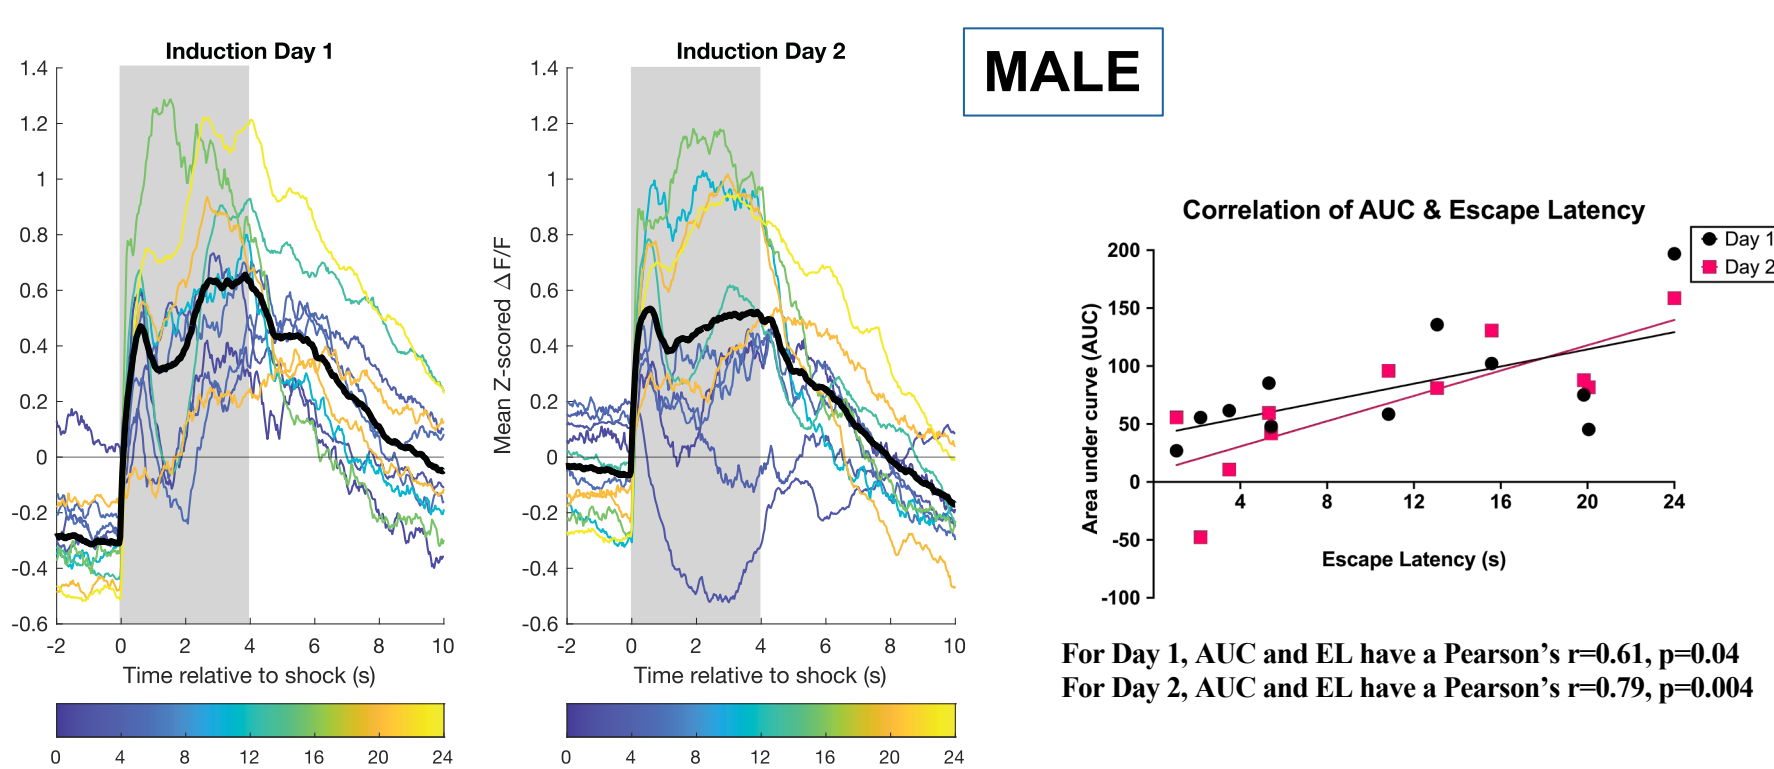 Induction Day 1
1.4
1.2
1
0.8
0.6
0.4
0.2
0
-0.2
-0.4
-0.6
-2 0 2 4 6 8 10
Time relative to shock (s)
0 4 8 12 16 20 24
Induction Day 2
Mean Z-scored Δ F/F
1.4
1.2
1
0.8
0.6
0.4
0.2
0
-0.2
-0.4
-0.6
-2 0 2 4 6 8 10
Time relative to shock (s)
0 4 8 12 16 20 24
MALE
Correlation of AUC & Escape Latency
Day 1
Day 2
Area under curve (AUC)
200
150
100
50
0
-50
-100
4 8 12 16 20 24
Escape Latency (s)
For Day 1, AUC and EL have a Pearson’s r=0.61, p=0.04
For Day 2, AUC and EL have a Pearson’s r=0.79, p=0.004